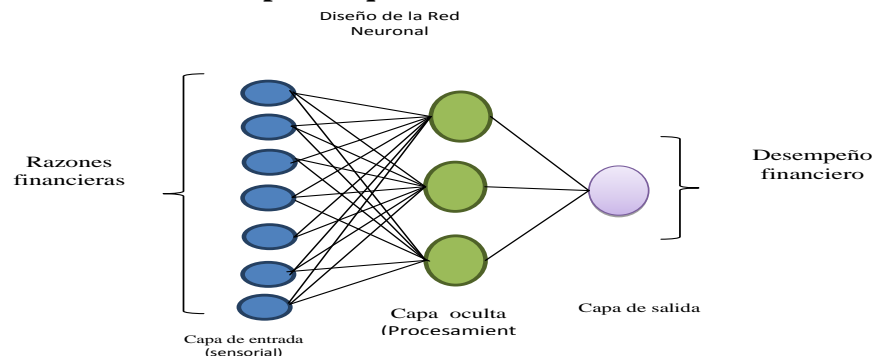 Diseño de la Red
Neuronal
Razones
financieras
Desempeño
financiero
Capa oculta
(Procesamient
Capa de salida
Capa de entrada
(sensorial)